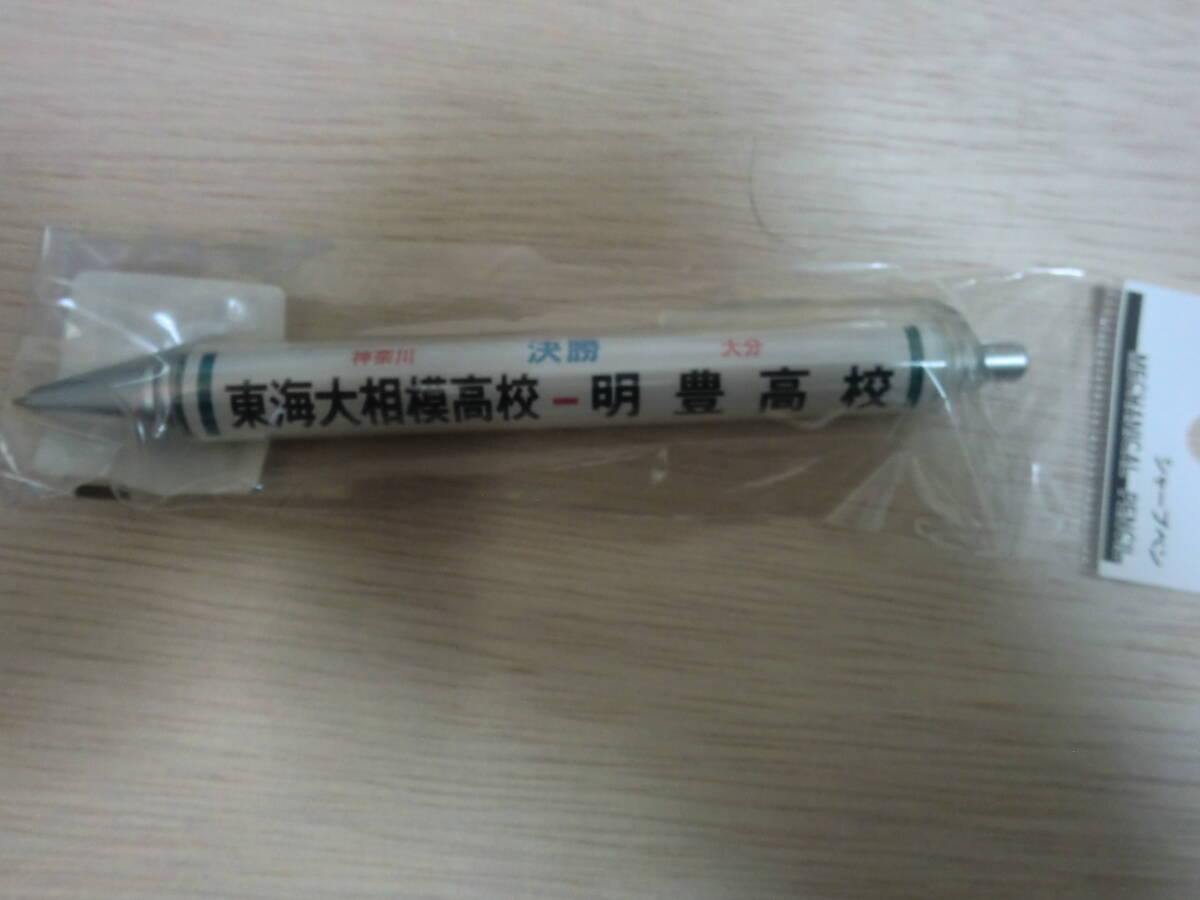 神奈川 決勝 大分
東海大相模高校-明豊高校
MECVANICAL PENCIL
シャープペン